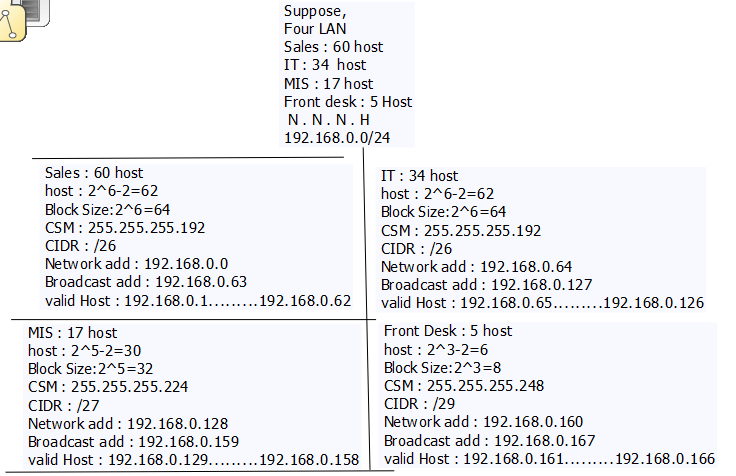 Suppose,
Four LAN
Sales : 60 host
IT : 34 host
MIS : 17 host
Front desk : 5 Host
N . N . N . H
192.168.0.0/24
Sales : 60 host
host : 2^6-2=62
Block Size:2^6=64
CSM : 255.255.255.192
CIDR : /26
Network add : 192.168.0.0
Broadcast add : 192.168.0.63
valid Host : 192.168.0.1.........192.168.0.62
IT : 34 host
host : 2^6-2=62
Block Size:2^6=64
CSM : 255.255.255.192
CIDR : /26
Network add : 192.168.0.64
Broadcast add : 192.168.0.127
valid Host : 192.168.0.65.........192.168.0.126
MIS : 17 host
host : 2^5-2=30
Block Size:2^5=32
CSM : 255.255.255.224
CIDR : /27
Network add : 192.168.0.128
Broadcast add : 192.168.0.159
valid Host : 192.168.0.129.........192.168.0.158
Front Desk : 5 host
host : 2^3-2=6
Block Size:2^3=8
CSM : 255.255.255.248
CIDR : /29
Network add : 192.168.0.160
Broadcast add : 192.168.0.167
valid Host : 192.168.0.161.........192.168.0.166